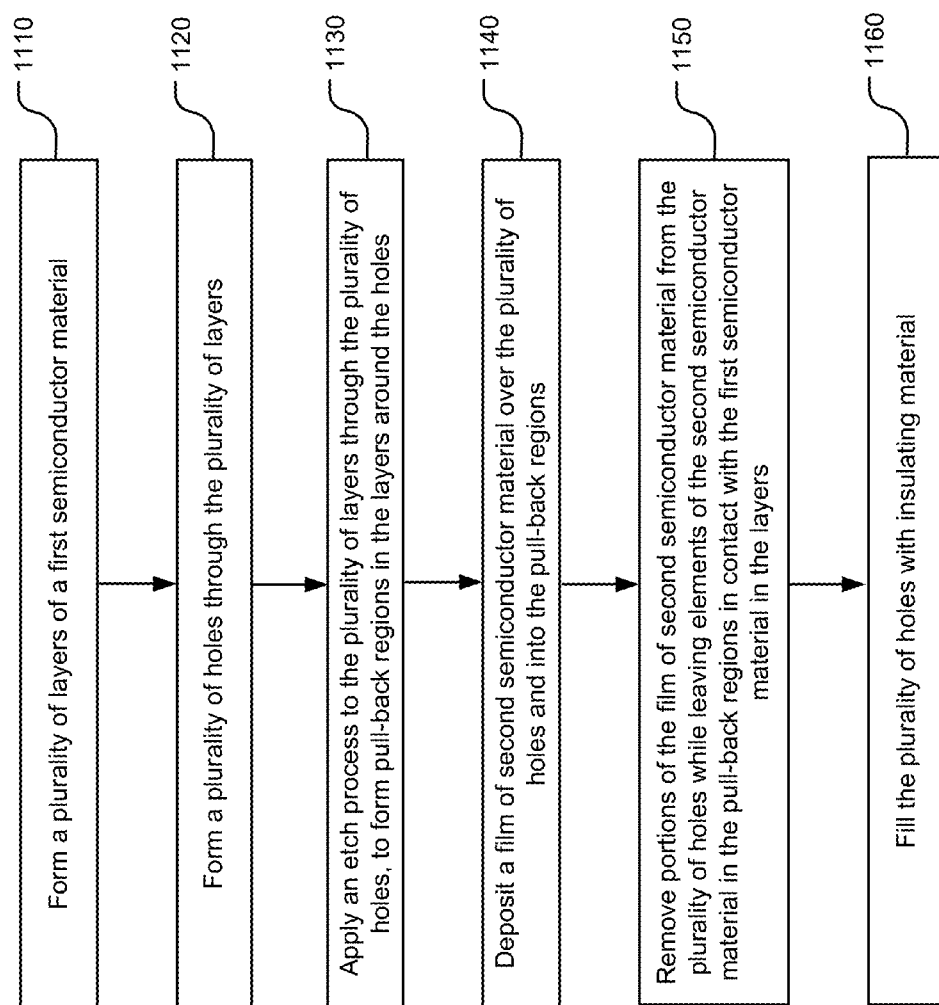 1110
Form a plurality of layers of a first semiconductor material
1120
Form a plurality of holes through the plurality of layers
1130
Apply an etch process to the plurality of layers through the plurality of
holes, to form pull-back regions in the layers around the holes
1140
Deposit a film of second semiconductor material over the plurality of
holes and into the pull-back regions
1150
Remove portions of the film of second semiconductor material from the
plurality of holes while leaving elements of the second semiconductor
material in the pull-back regions in contact with the first semiconductor
material in the layers
1160
Fill the plurality of holes with insulating material